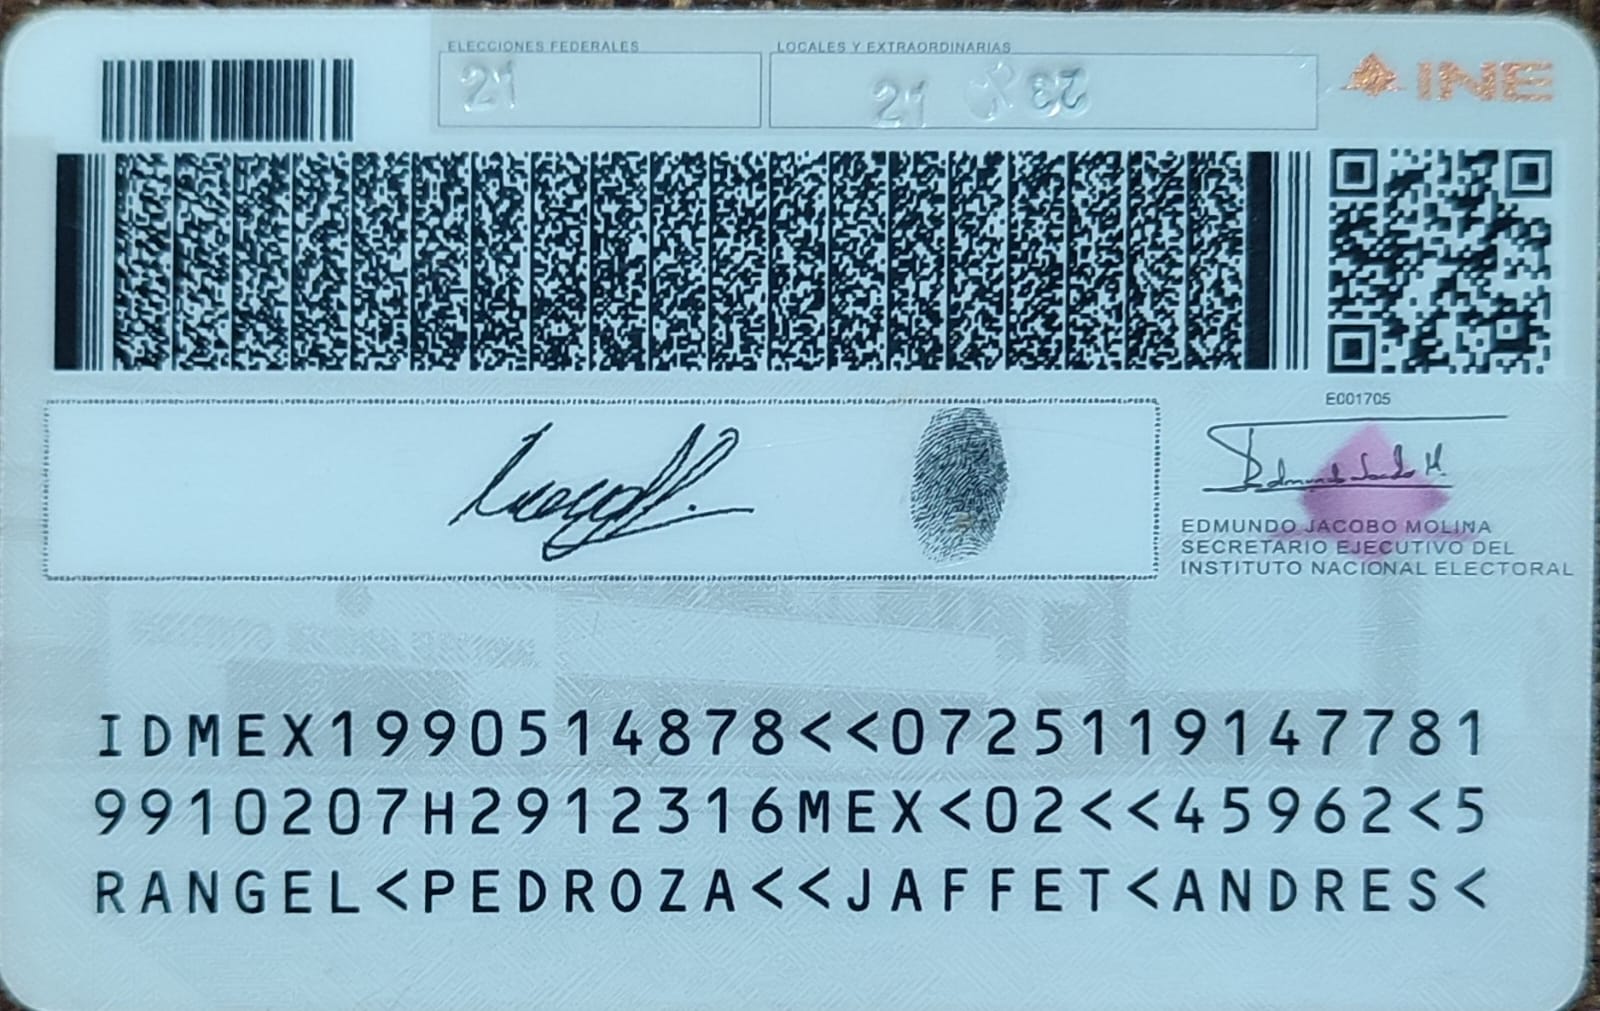 ELECCIONES FEDERALES
LOCALES Y EXTRAORDINARIAS
INE
21
21
E001705
EDMUNDO JACOBO MOLINA
SECRETARIO EJECUTIVO DEL
INSTITUTO NACIONAL ELECTORAL
IDMEX1990514878<<0725119147781
9910207H2912316MEX<02<<45962<5
RANGEL<PEDROZA<<JAFFET<ANDRES<